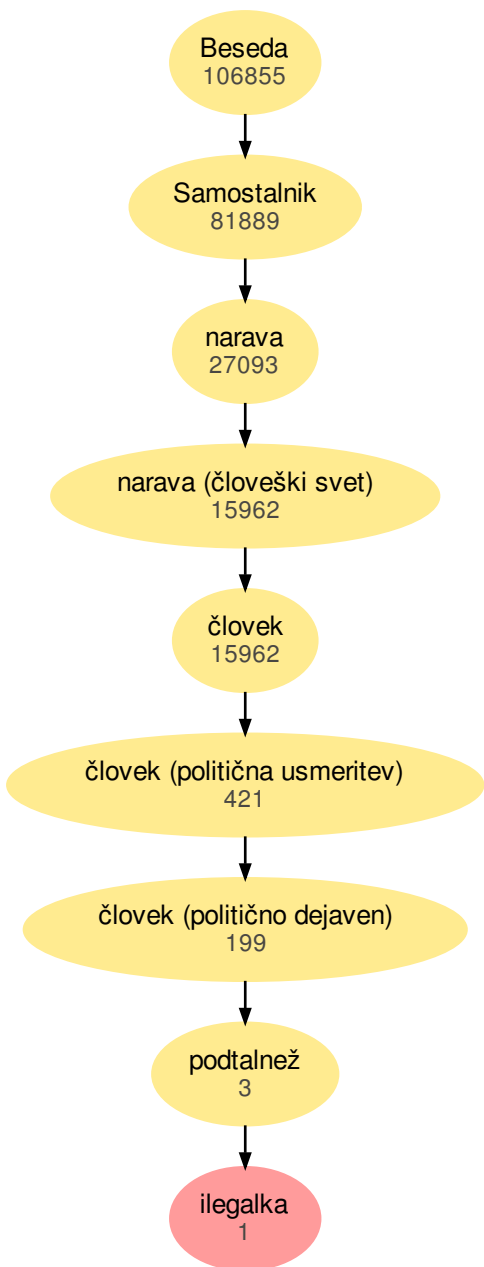 Beseda
106855
Samostalnik
81889
narava
27093
narava (človeški svet)
15962
človek
15962
človek (politična usmeritev)
421
človek (politično dejaven)
199
podtalnež
3
ilegalka
1